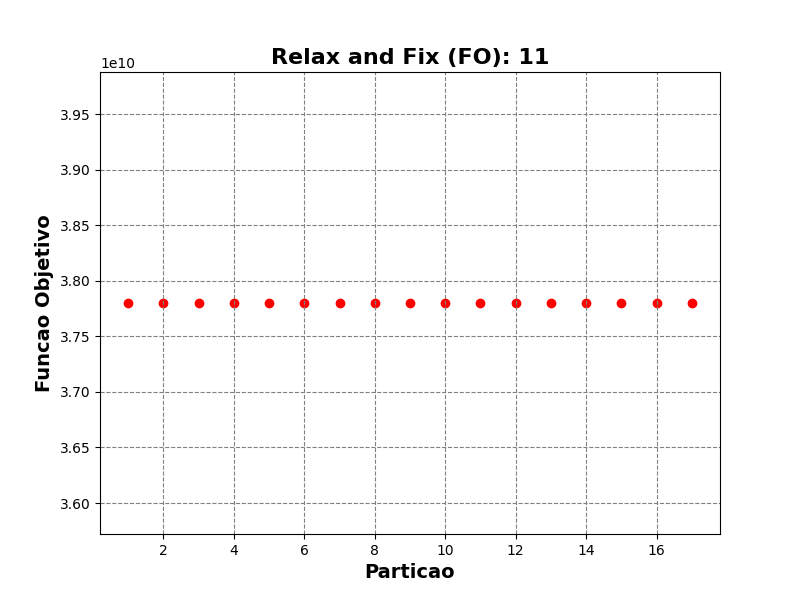 Relax and Fix (FO): 11
1e10
3.95
3.90
3.85
3.80
3.75
3.70
3.65
3.60
Funcao Objetivo
2 4 6 8 10 12 14 16
Particao